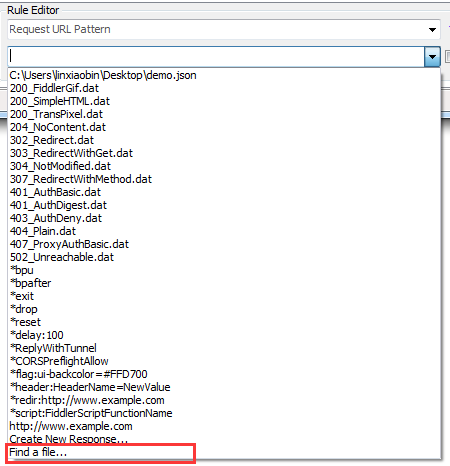 Rule Editor
Request URL Pattern
C:\Users\linxiaobin\Desktop\demo.json
200_FiddlerGif.dat
200_SimpleHTML.dat
200_TransPixel.dat
204_NoContent.dat
302_Redirect.dat
303_RedirectWithGet.dat
304_NotModified.dat
307_RedirectWithMethod.dat
401_AuthBasic.dat
401_AuthDigest.dat
403_AuthDeny.dat
404_Plain.dat
407_ProxyAuthBasic.dat
502_Unreachable.dat
*bpu
*bpafter
*exit
*drop
*reset
*delay:100
*ReplyWithTunnel
*CORSPreflightAllow
*flag:ui-backcolor=#FFD700
*header:HeaderName=NewValue
*redir:http://www.example.com
*script:FiddlerScriptFunctionName
http://www.example.com
Create New Response...
Find a file...